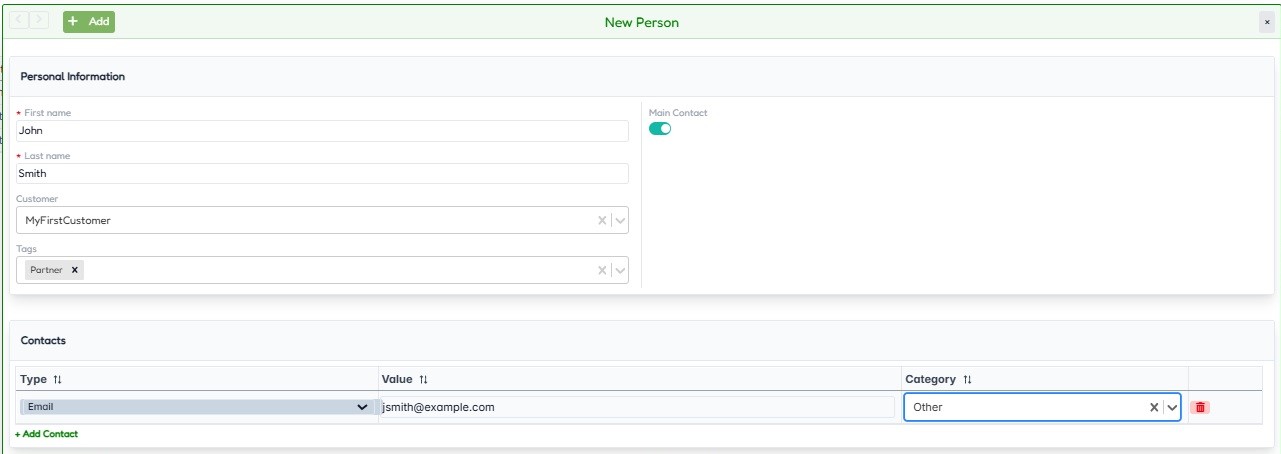 + Add
New Person
×
Personal Information
* First name
John
Main Contact
* Last name
Smith
Customer
MyFirstCustomer
Tags
Partner x
Contacts
Type Value Category
Email jsmith@example.com Other
+ Add Contact